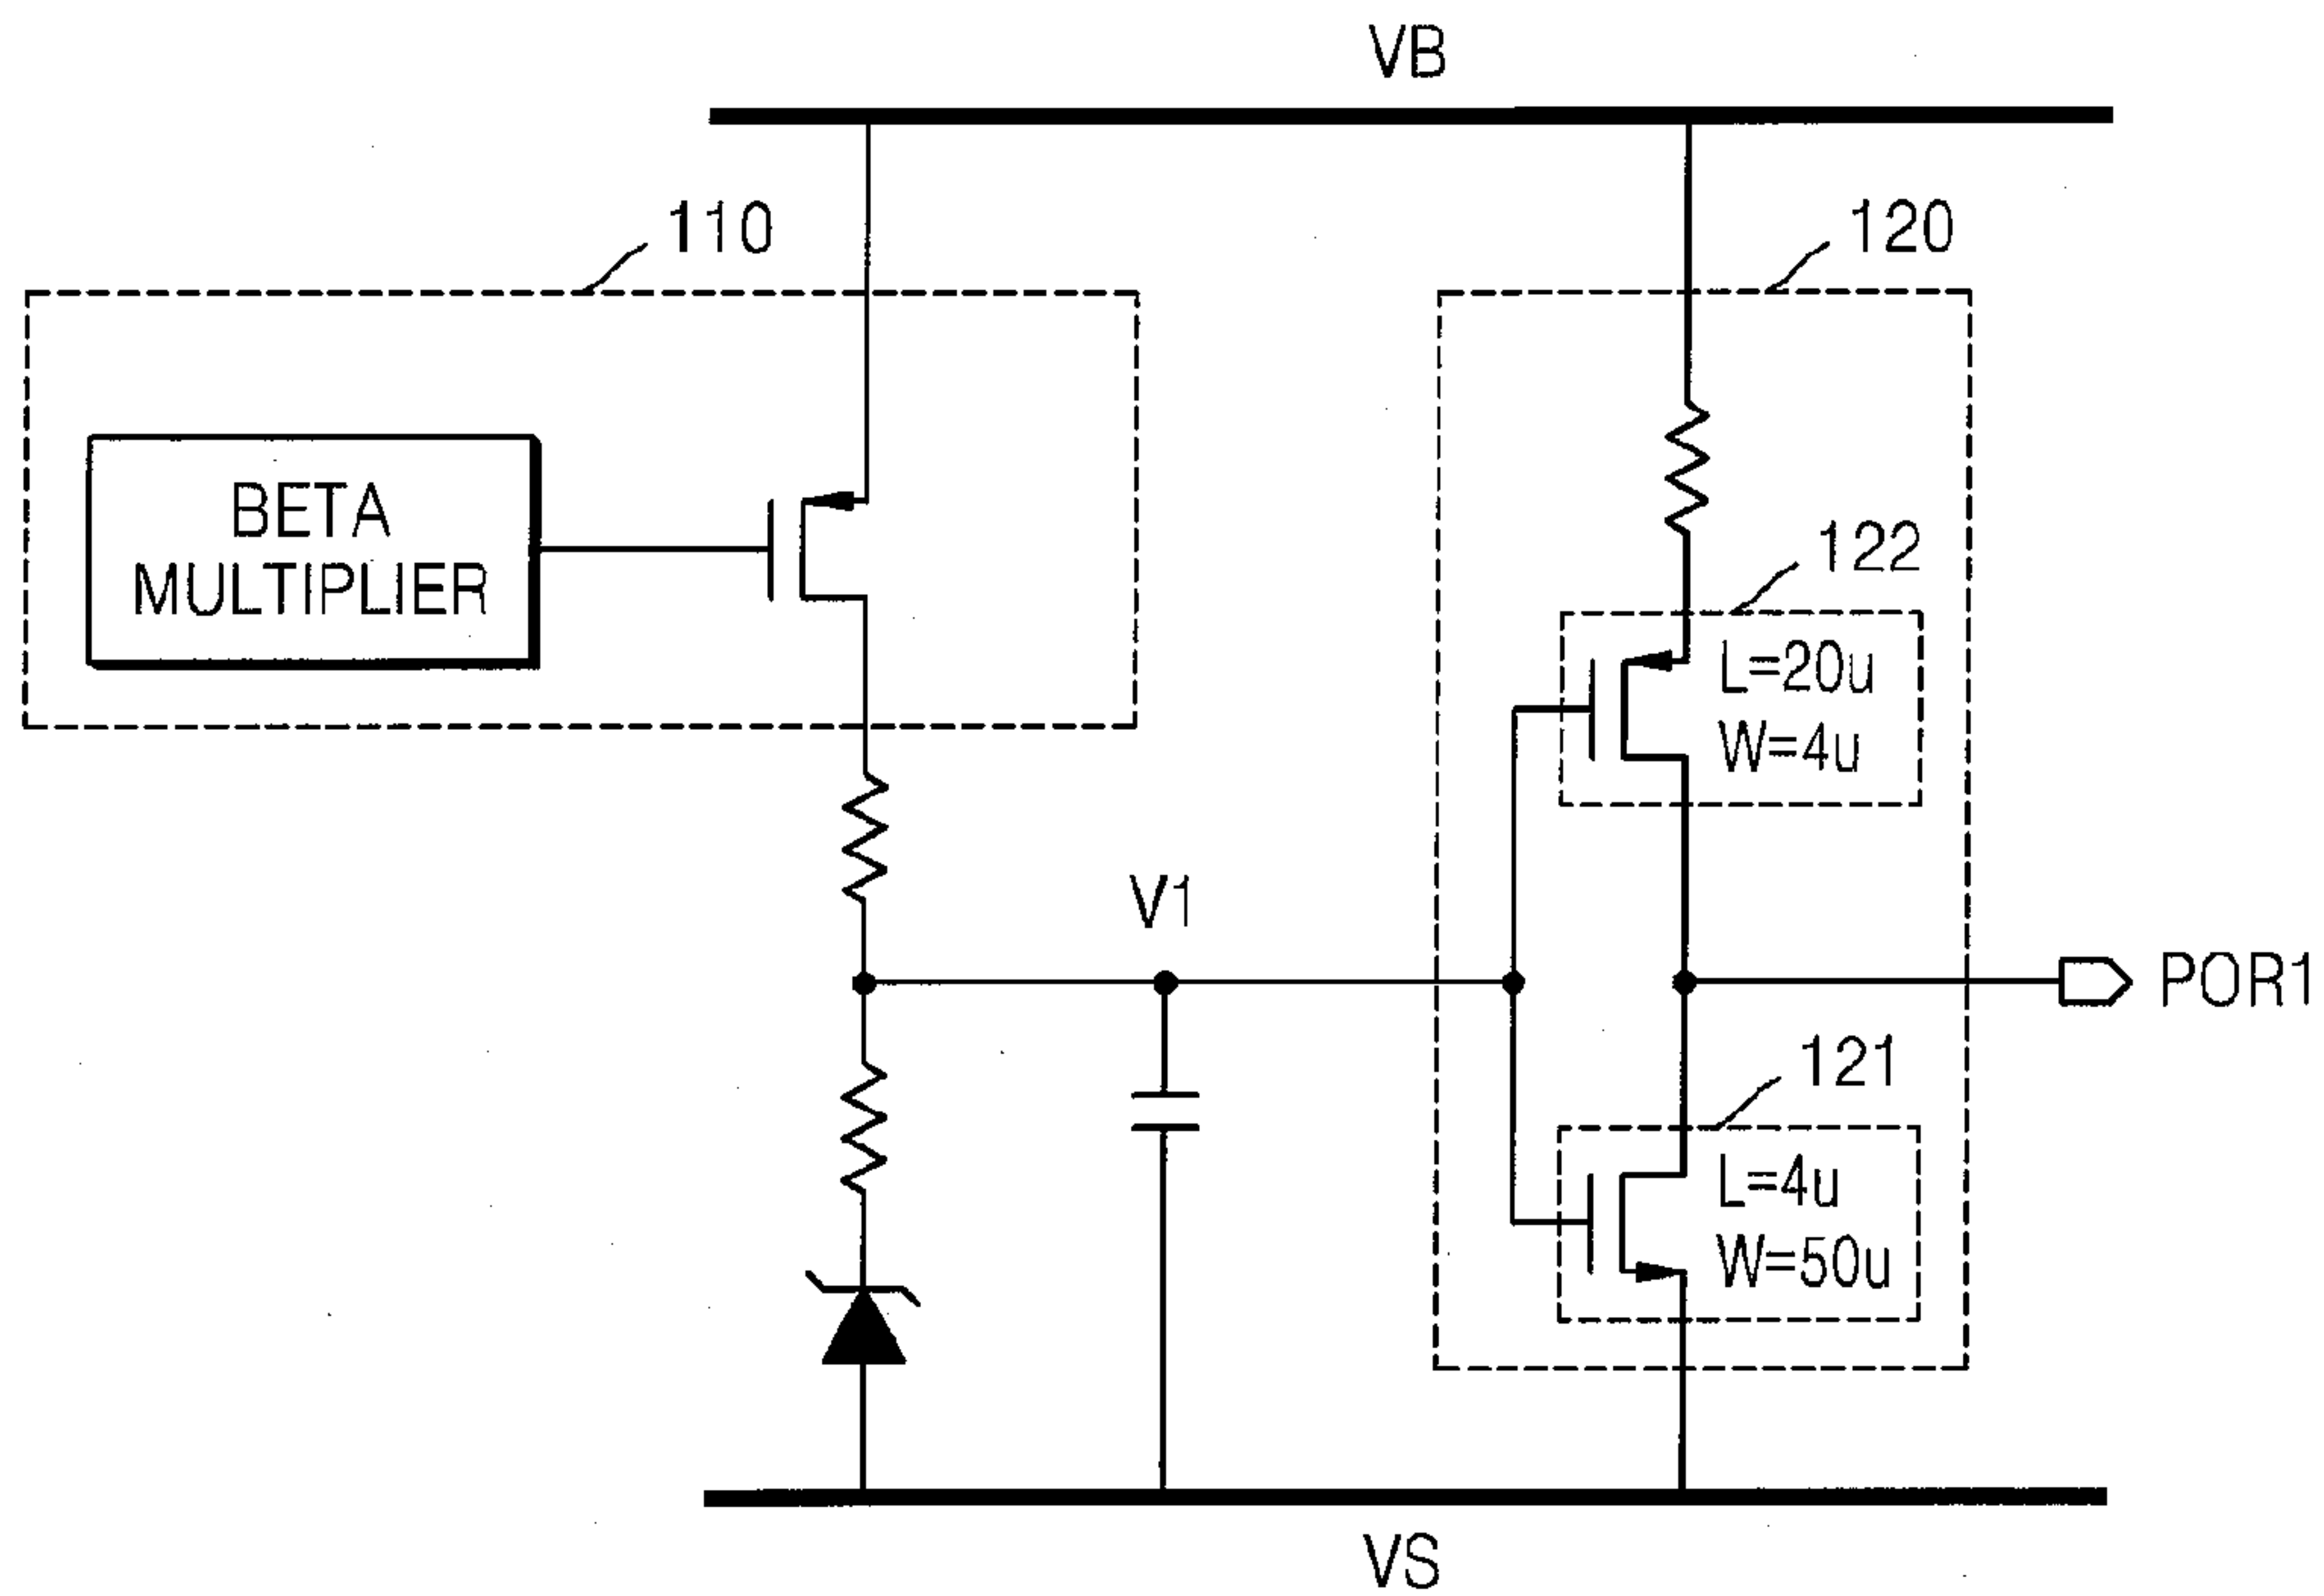 VB
110
120
BETA
MULTIPLIER
122
L=20u
W=4u
V1
POR1
121
L=4u
W=50u
VS